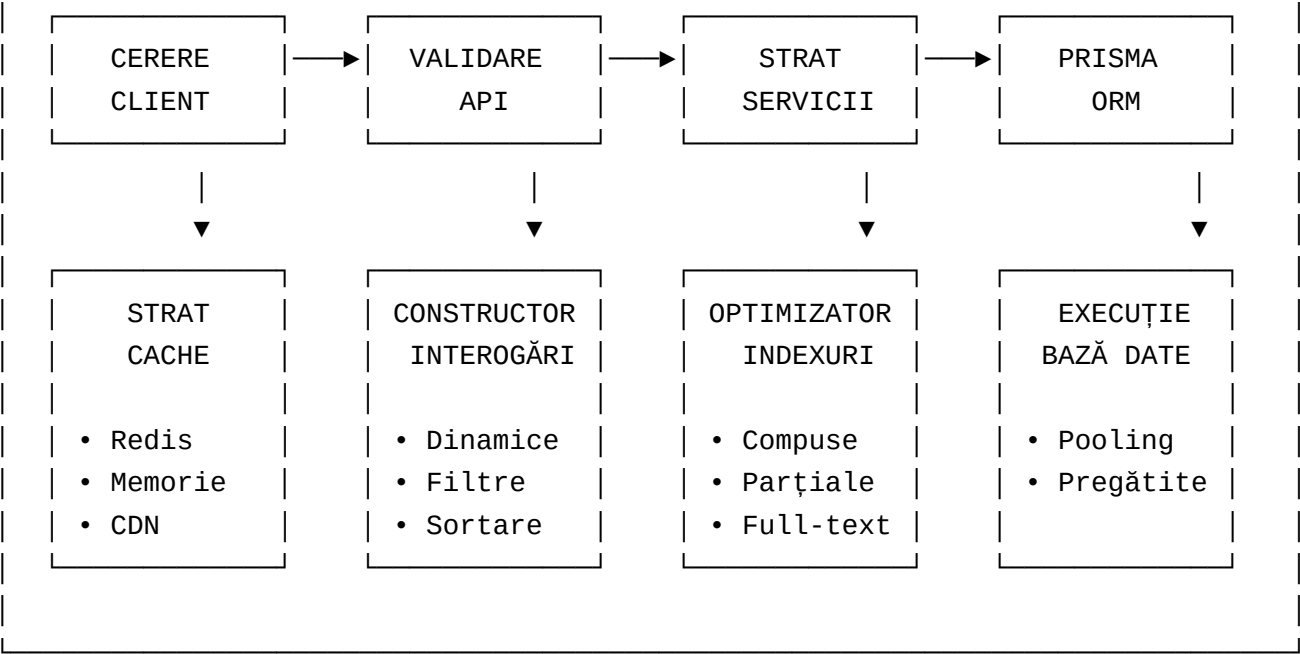 CERERE VALIDARE STRAT PRISMA
CLIENT API SERVICII ORM
STRAT CONSTRUCTOR OPTIMIZATOR EXECUȚIE
CACHE INTEROGĂRI INDEXURI BAZĂ DATE
• Redis • Dinamice • Compuse • Pooling
• Memorie • Filtre • Parțiale • Pregătite
• CDN • Sortare • Full-text